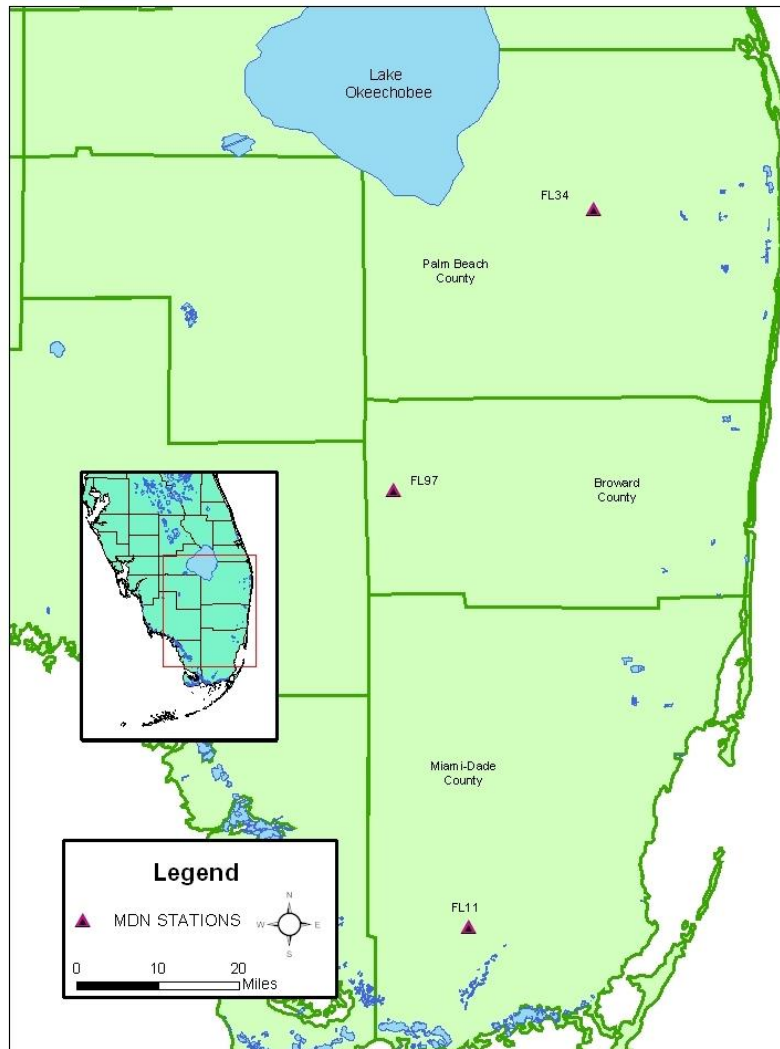 Lake
Okeechobee
FL34
Palm Beach
County
FL97
Broward
County
Miami-Dade
County
FL11
Legend
MDN STATIONS
N
W
E
S
0
10
20
Miles